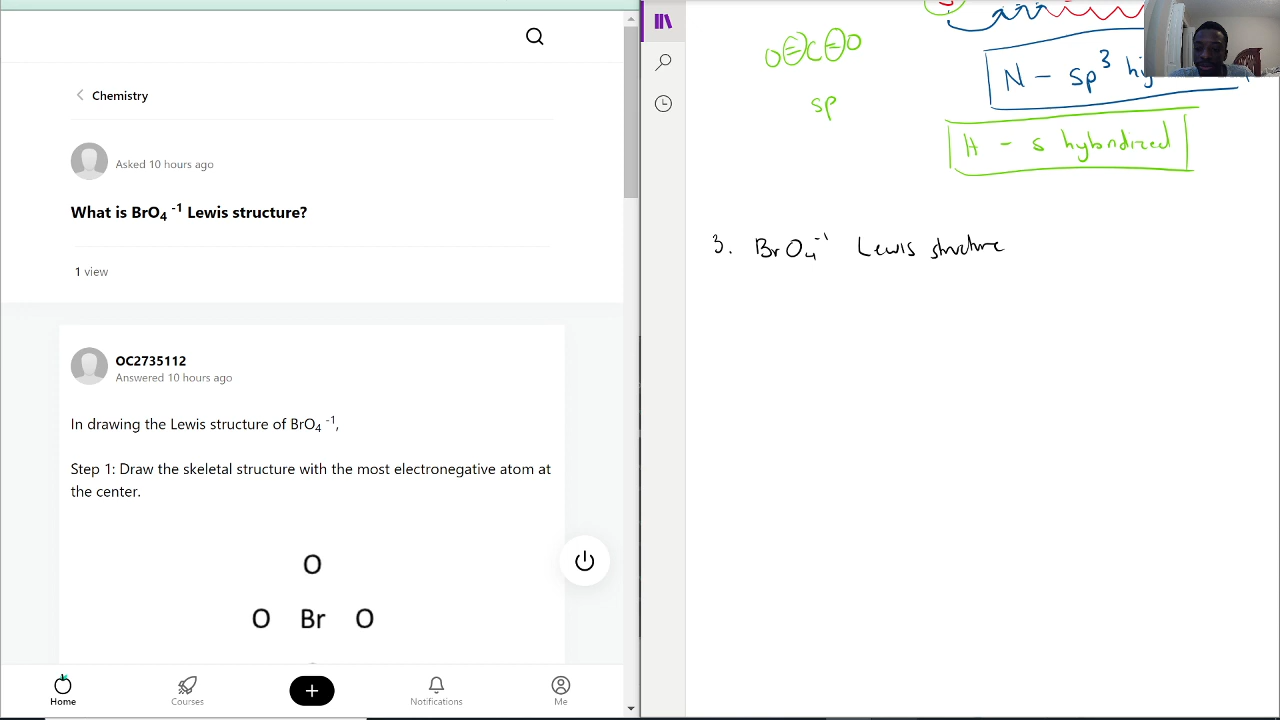 Chemistry
Asked 10 hours ago
What is BrO4 -1 Lewis structure?
1 view
OC2735112
Answered 10 hours ago
In drawing the Lewis structure of BrO4 -1,
Step 1: Draw the skeletal structure with the most electronegative atom at
the center.
O
O Br O
Home
Courses
Notifications
Me
O=C=O
sp
N - sp3
H - s hybridized
3. BrO4-1 Lewis structure